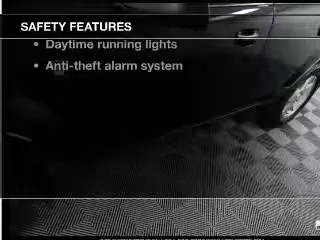 SAFETY FEATURES
• Daytime running lights
• Anti-theft alarm system